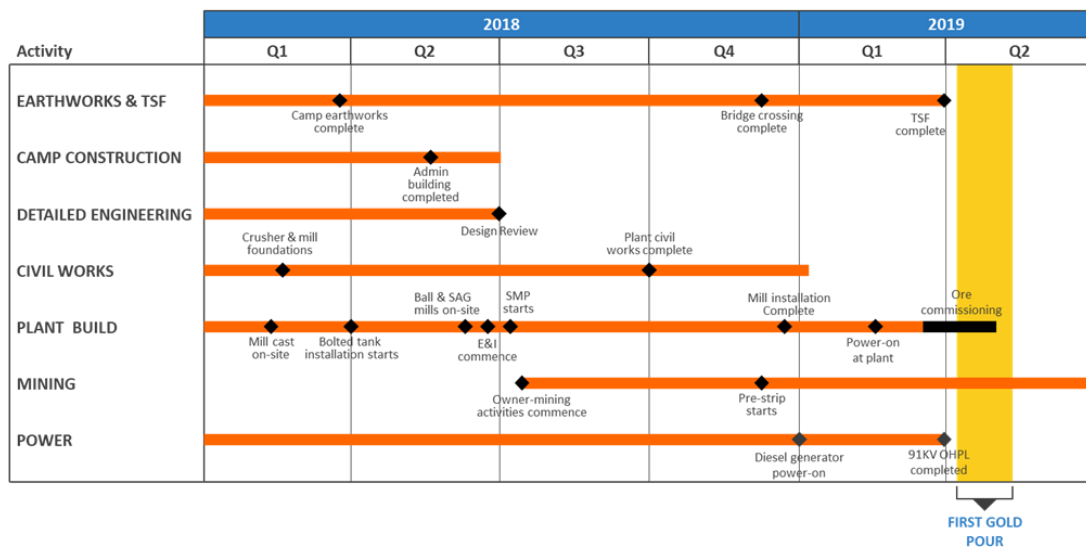 2018
2019
Activity
Q1
Q2
Q3
Q4
Q1
Q2
EARTHWORKS & TSF
Camp earthworks
complete
Bridge crossing
complete
TSF
complete
CAMP CONSTRUCTION
Admin
building
completed
DETAILED ENGINEERING
Design Review
Crusher & mill
foundations
Plant civil
works complete
CIVIL WORKS
Ball & SAG
mills on-site
SMP
starts
Mill installation
Complete
Ore
commissioning
PLANT BUILD
Mill cast
on-site
Bolted tank
installation starts
E&I
commence
Power-on
at plant
MINING
Owner-mining
activities commence
Pre-strip
starts
POWER
Diesel generator
power-on
91KV OHPL
completed
FIRST GOLD
POUR